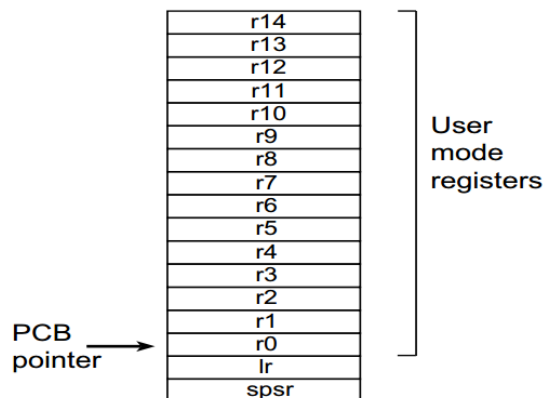 r14
r13
r12
r11
r10
r9
r8
r7
r6
r5
r4
r3
r2
r1
r0
lr
spsr
User
mode
registers
PCB
pointer